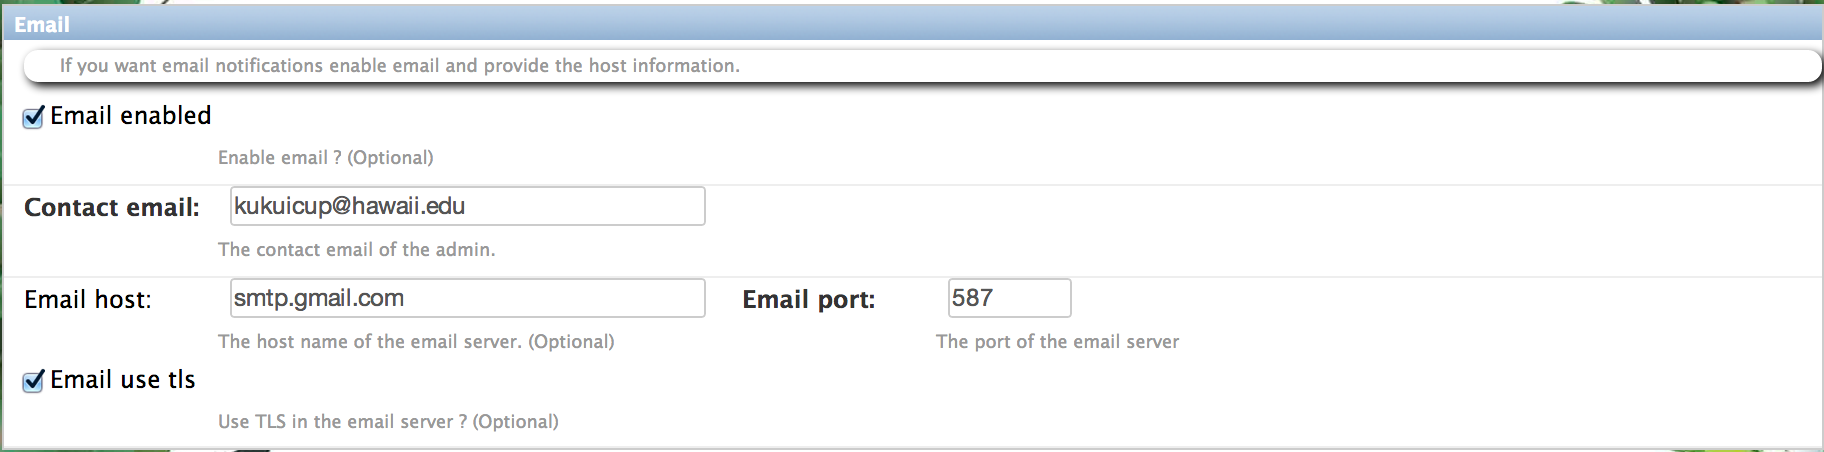 Email
If you want email notifications enable email and provide the host information.
Email enabled
Enable email ? (Optional)
Contact email: kukuicup@hawaii.edu
The contact email of the admin.
Email host: smtp.gmail.com Email port: 587
The host name of the email server. (Optional) The port of the email server
Email use tls
Use TLS in the email server ? (Optional)